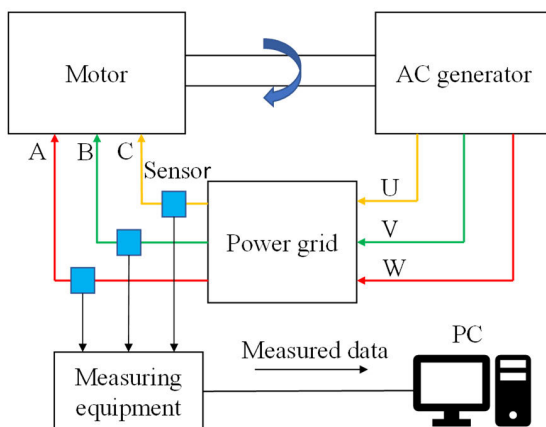 Motor
AC generator
A
B
C
Sensor
U
Power grid
V
W
Measured data
PC
Measuring
equipment